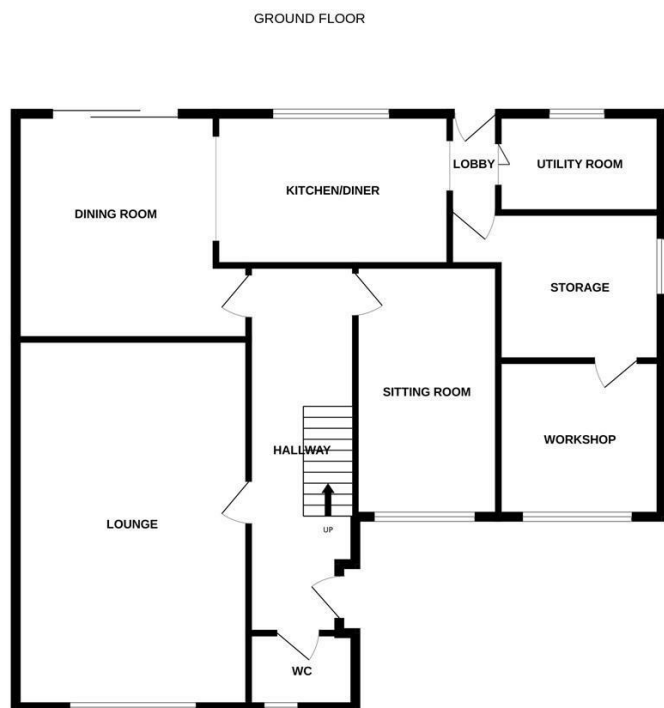 GROUND FLOOR
LOBBY
UTILITY ROOM
KITCHEN/DINER
DINING ROOM
STORAGE
SITTING ROOM
WORKSHOP
HALLWAY
LOUNGE
UP
WC